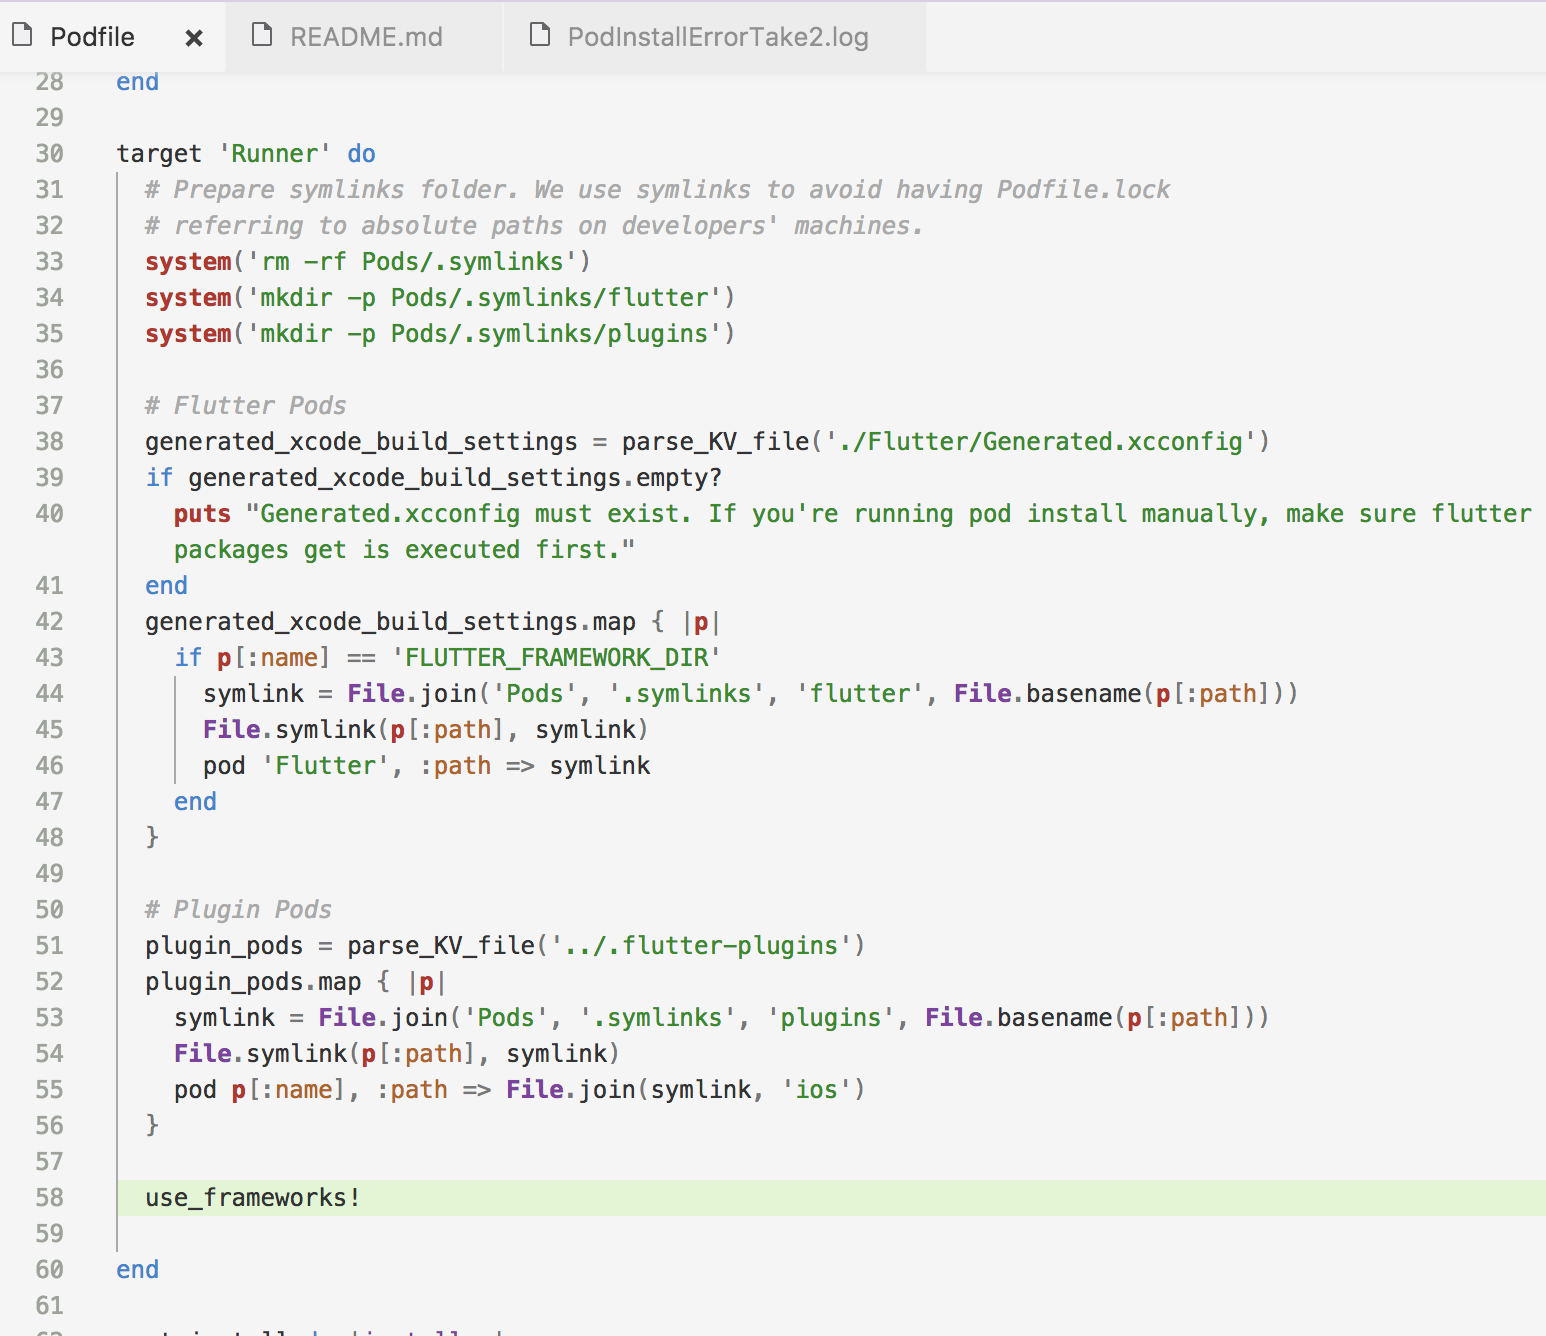 Podfile × README.md PodInstallErrorTake2.log
28 end
29
30 target 'Runner' do
31 # Prepare symlinks folder. We use symlinks to avoid having Podfile.lock
32 # referring to absolute paths on developers' machines.
33 system('rm -rf Pods/.symlinks')
34 system('mkdir -p Pods/.symlinks/flutter')
35 system('mkdir -p Pods/.symlinks/plugins')
36
37 # Flutter Pods
38 generated_xcode_build_settings = parse_KV_file('./Flutter/Generated.xcconfig')
39 if generated_xcode_build_settings.empty?
40 puts "Generated.xcconfig must exist. If you're running pod install manually, make sure flutter
packages get is executed first."
41 end
42 generated_xcode_build_settings.map { |p|
43 if p[:name] == 'FLUTTER_FRAMEWORK_DIR'
44 symlink = File.join('Pods', '.symlinks', 'flutter', File.basename(p[:path]))
45 File.symlink(p[:path], symlink)
46 pod 'Flutter', :path => symlink
47 end
48 }
49
50 # Plugin Pods
51 plugin_pods = parse_KV_file('../.flutter-plugins')
52 plugin_pods.map { |p|
53 symlink = File.join('Pods', '.symlinks', 'plugins', File.basename(p[:path]))
54 File.symlink(p[:path], symlink)
55 pod p[:name], :path => File.join(symlink, 'ios')
56 }
57
58 use_frameworks!
59
60 end
61